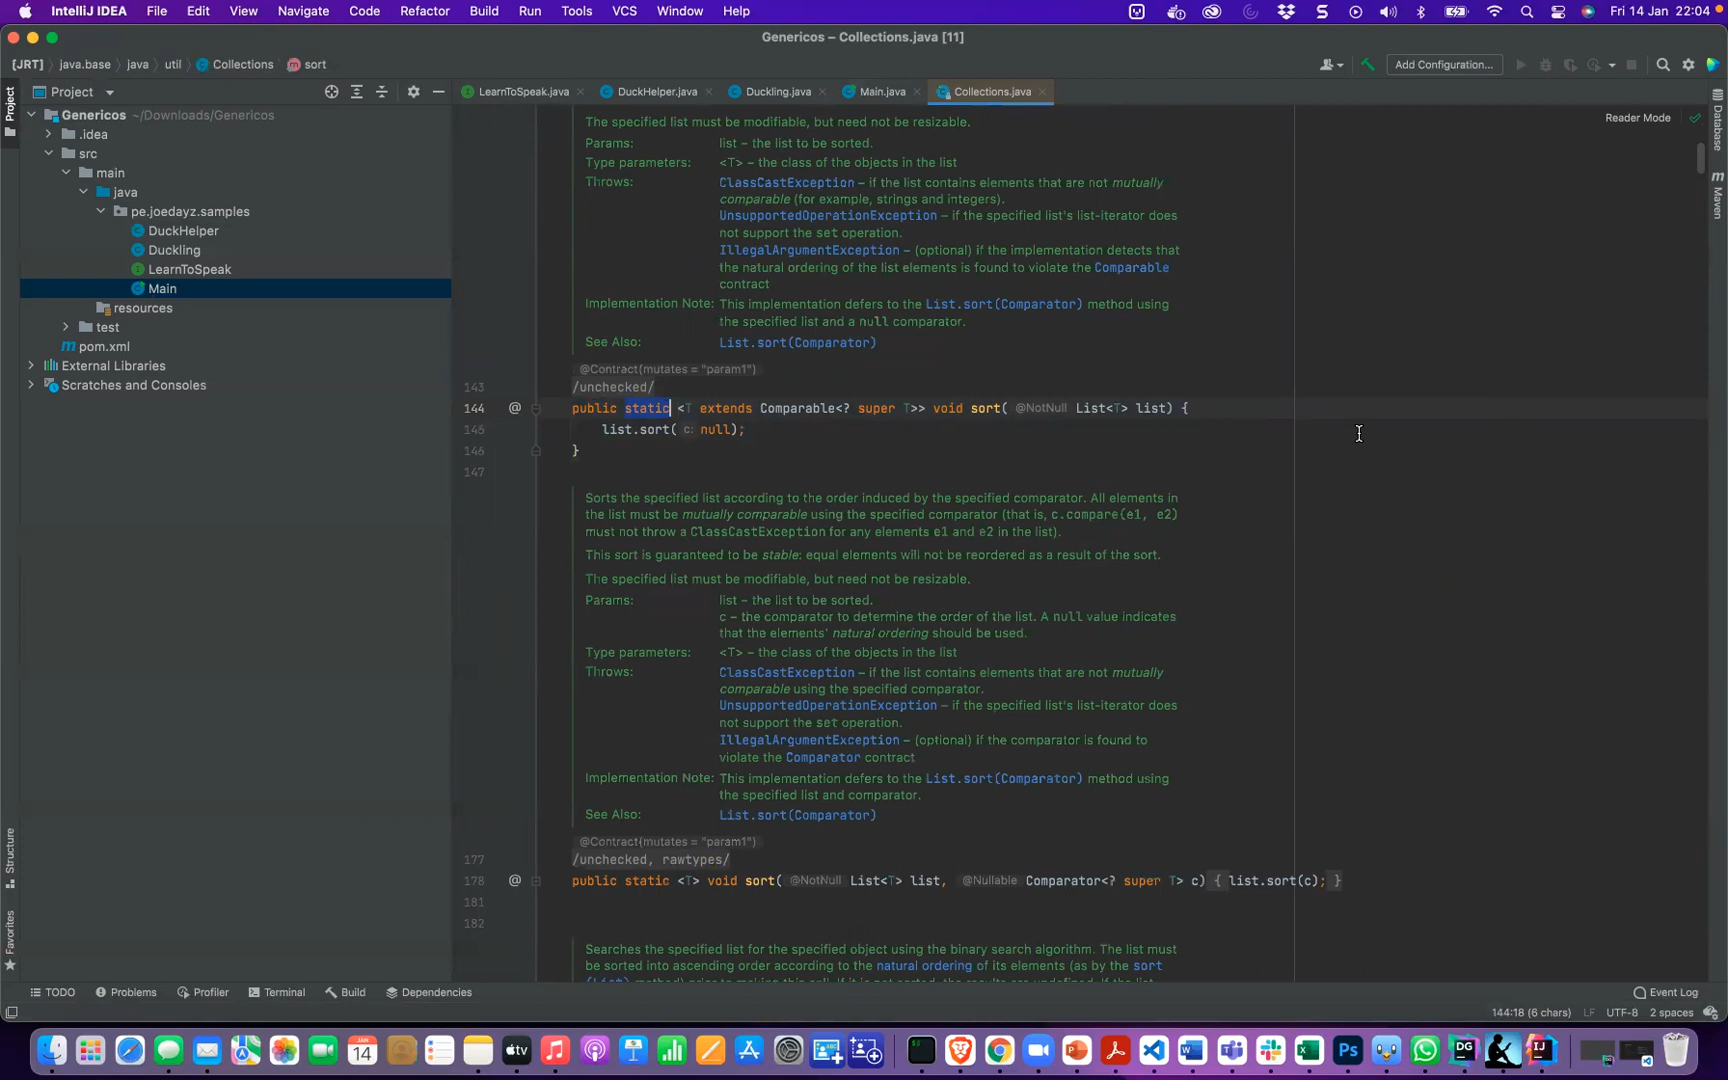 IntelliJ IDEA File Edit View Navigate Code Refactor Build Run Tools VCS Window Help Fri 14 Jan 22:04
Genericos – Collections.java [11]
[JRT] java.base java util Collections sort Add Configuration...
Project LearnToSpeak.java DuckHelper.java Duckling.java Main.java Collections.java
Project
Genericos ~/Downloads/Genericos
.idea
src
main
java
pe.joedayz.samples
DuckHelper
Duckling
LearnToSpeak
Main
resources
test
pom.xml
External Libraries
Scratches and Consoles
Structure
Favorites
Reader Mode
Database
Maven
The specified list must be modifiable, but need not be resizable.
Params: list – the list to be sorted.
Type parameters: <T> – the class of the objects in the list
Throws: ClassCastException – if the list contains elements that are not mutually
comparable (for example, strings and integers).
UnsupportedOperationException – if the specified list's list-iterator does
not support the set operation.
IllegalArgumentException – (optional) if the implementation detects that
the natural ordering of the list elements is found to violate the Comparable
contract
Implementation Note: This implementation defers to the List.sort(Comparator) method using
the specified list and a null comparator.
See Also: List.sort(Comparator)
@Contract(mutates = "param1")
143 /unchecked/
144 @ public static <T extends Comparable<? super T>> void sort( @NotNull List<T> list) {
145 list.sort( c: null);
146 }
147
Sorts the specified list according to the order induced by the specified comparator. All elements in
the list must be mutually comparable using the specified comparator (that is, c.compare(e1, e2)
must not throw a ClassCastException for any elements e1 and e2 in the list).
This sort is guaranteed to be stable: equal elements will not be reordered as a result of the sort.
The specified list must be modifiable, but need not be resizable.
Params: list – the list to be sorted.
c – the comparator to determine the order of the list. A null value indicates
that the elements' natural ordering should be used.
Type parameters: <T> – the class of the objects in the list
Throws: ClassCastException – if the list contains elements that are not mutually
comparable using the specified comparator.
UnsupportedOperationException – if the specified list's list-iterator does
not support the set operation.
IllegalArgumentException – (optional) if the comparator is found to
violate the Comparator contract
Implementation Note: This implementation defers to the List.sort(Comparator) method using
the specified list and comparator.
See Also: List.sort(Comparator)
@Contract(mutates = "param1")
177 /unchecked, rawtypes/
178 @ public static <T> void sort( @NotNull List<T> list, @Nullable Comparator<? super T> c) { list.sort(c); }
181
182
Searches the specified list for the specified object using the binary search algorithm. The list must
be sorted into ascending order according to the natural ordering of its elements (as by the sort
TODO Problems Profiler Terminal Build Dependencies Event Log
144:18 (6 chars) LF UTF-8 2 spaces
JAN
14
DG
IJ